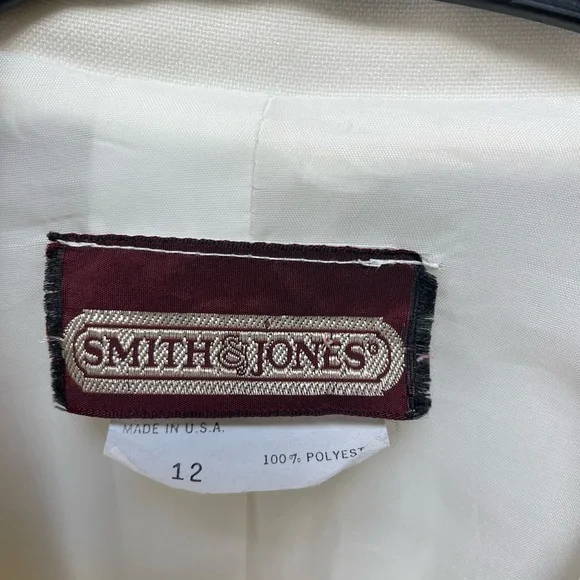 SMITH & JONES®
MADE IN U.S.A.
12 100% POLYEST